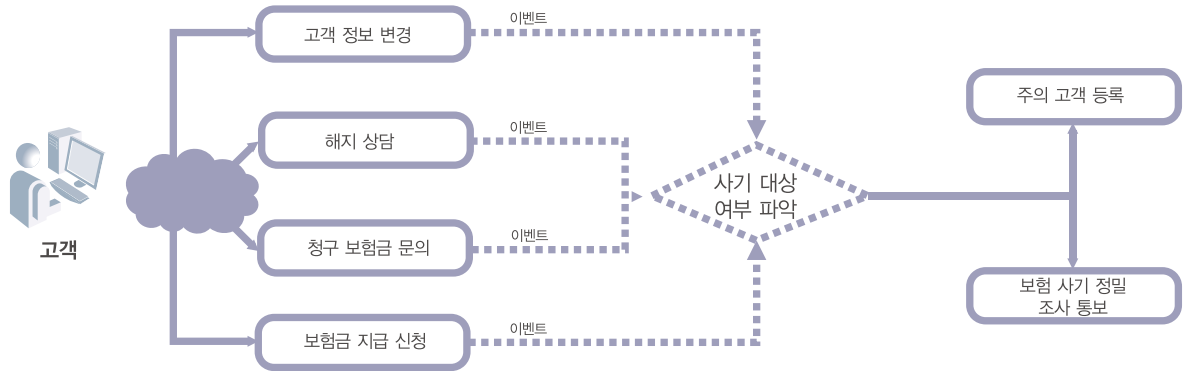 이벤트
고객 정보 변경
이벤트
해지 상담
주의 고객 등록
사기 대상
여부 파악
고객
이벤트
청구 보험금 문의
보험 사기 정밀
조사 통보
이벤트
보험금 지급 신청